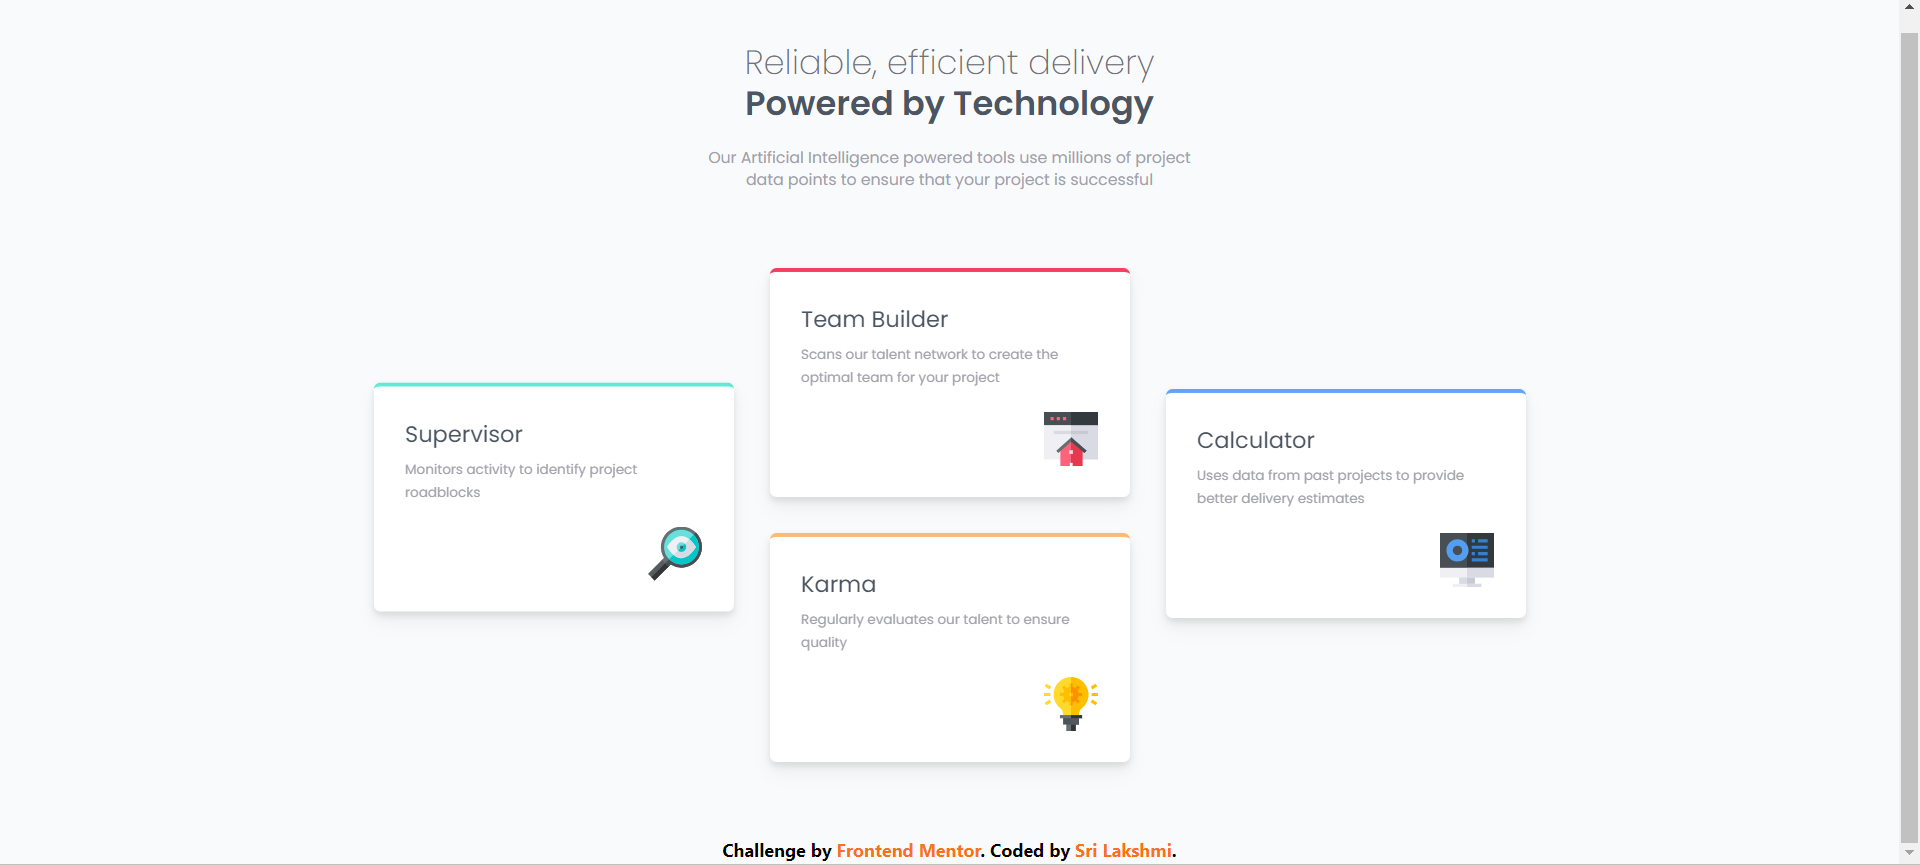 Reliable, efficient delivery
Powered by Technology
Our Artificial Intelligence powered tools use millions of project
data points to ensure that your project is successful
Supervisor
Monitors activity to identify project
roadblocks
Team Builder
Scans our talent network to create the
optimal team for your project
Karma
Regularly evaluates our talent to ensure
quality
Calculator
Uses data from past projects to provide
better delivery estimates
Challenge by Frontend Mentor. Coded by Sri Lakshmi.